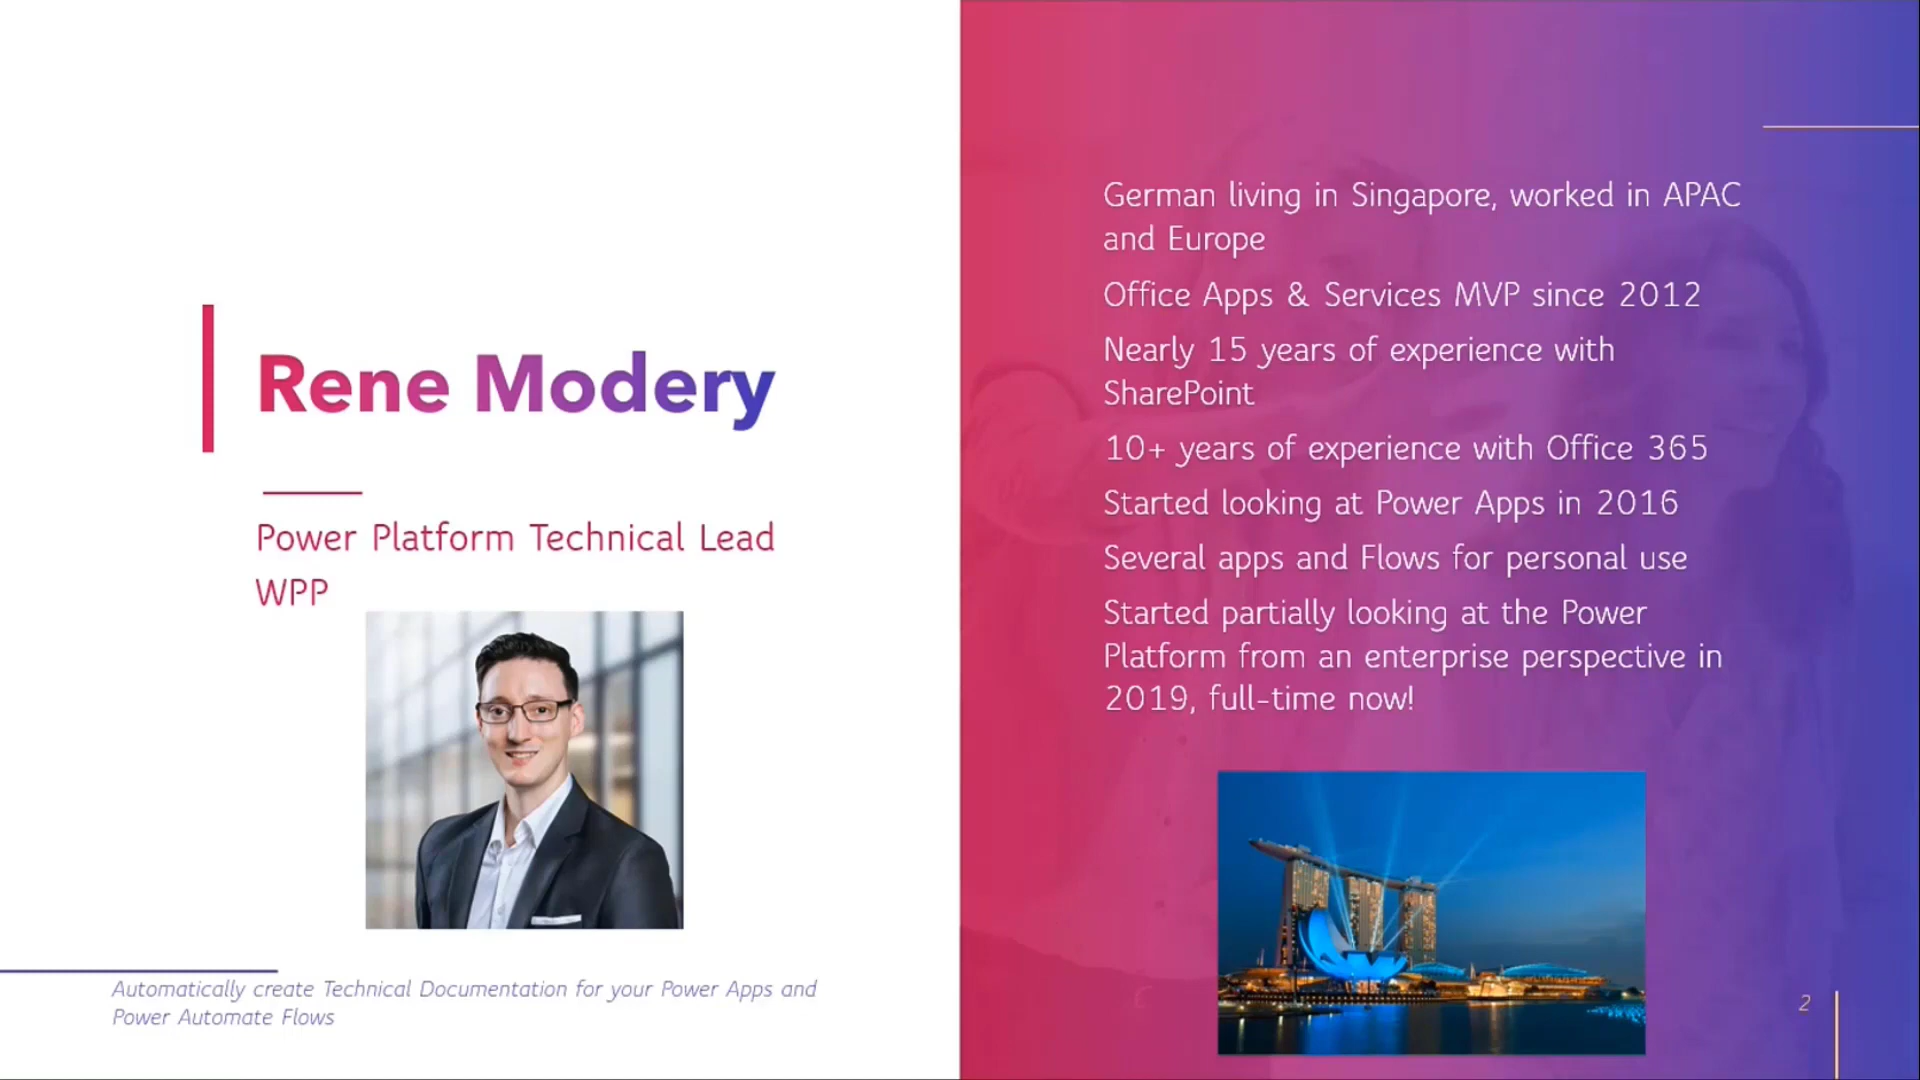 Rene Modery
Power Platform Technical Lead
WPP
Automatically create Technical Documentation for your Power Apps and
Power Automate Flows
German living in Singapore, worked in APAC
and Europe
Office Apps & Services MVP since 2012
Nearly 15 years of experience with
SharePoint
10+ years of experience with Office 365
Started looking at Power Apps in 2016
Several apps and Flows for personal use
Started partially looking at the Power
Platform from an enterprise perspective in
2019, full-time now!
2